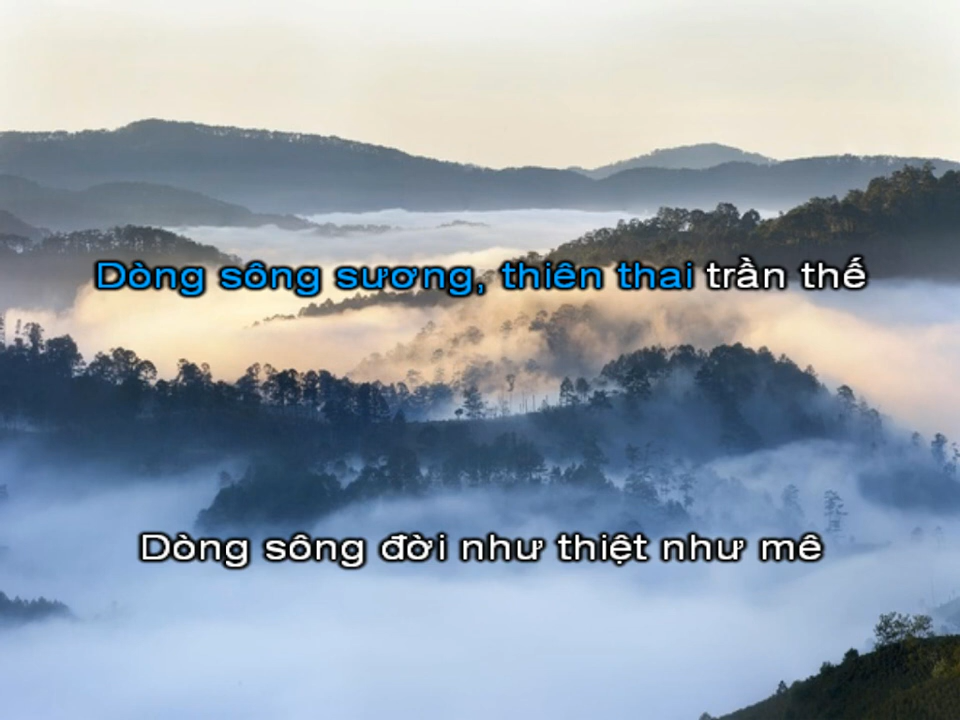 Dòng sông sương, thiên thai trần thế
Dòng sông đời như thiệt như mê